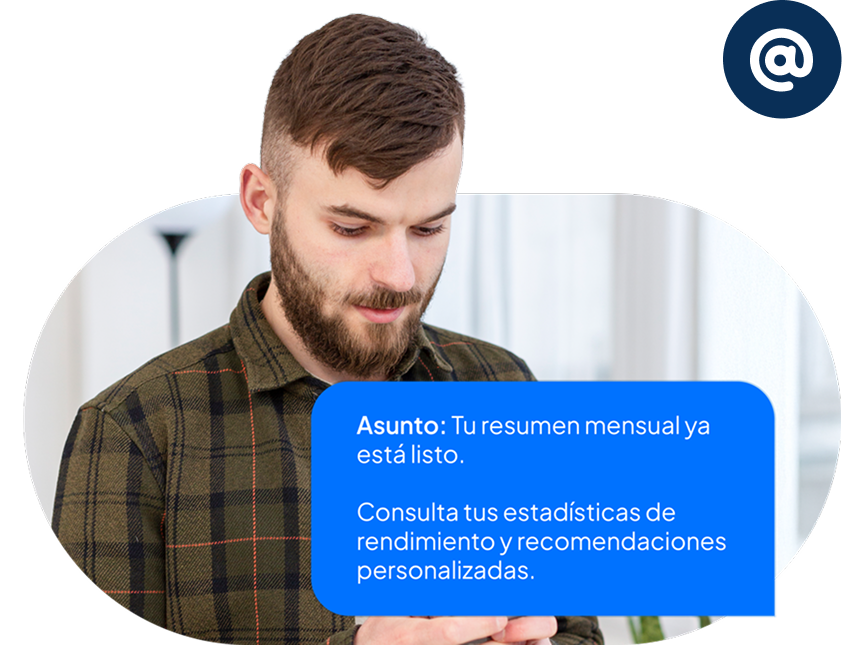 @
Asunto: Tu resumen mensual ya
está listo.
Consulta tus estadísticas de
rendimiento y recomendaciones
personalizadas.